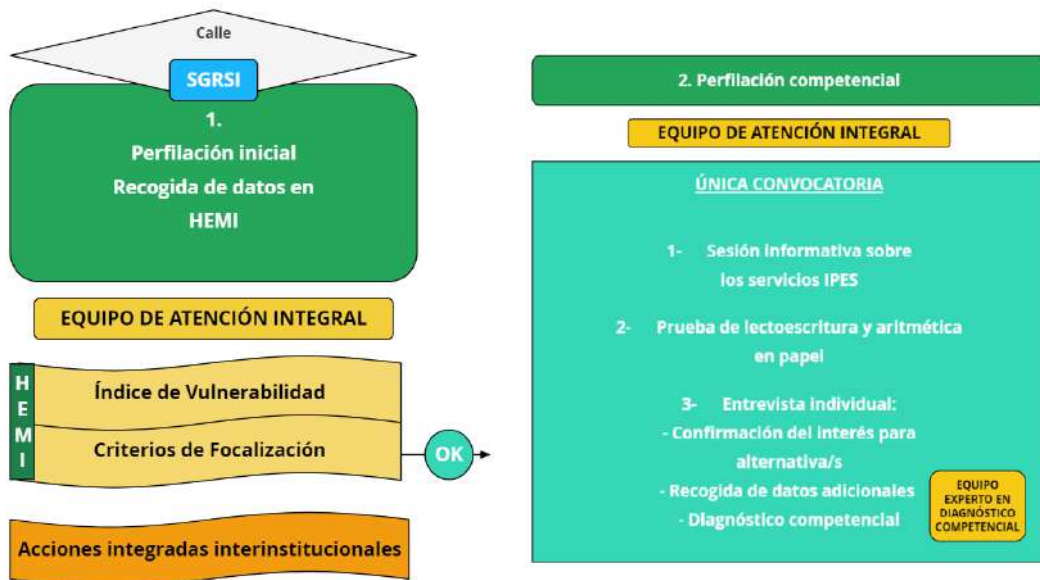 Calle
SGRSI
1.
Perfilación inicial
Recogida de datos en
HEMI
EQUIPO DE ATENCIÓN INTEGRAL
HEMI
Índice de Vulnerabilidad
Criterios de Focalización
OK
Acciones integradas interinstitucionales
2. Perfilación competencial
EQUIPO DE ATENCIÓN INTEGRAL
ÚNICA CONVOCATORIA
1- Sesión informativa sobre
los servicios IPES
2- Prueba de lectoescritura y aritmética
en papel
3- Entrevista individual:
- Confirmación del interés para
alternativa/s
- Recogida de datos adicionales
- Diagnóstico competencial
EQUIPO
EXPERTO EN
DIAGNÓSTICO
COMPETENCIAL